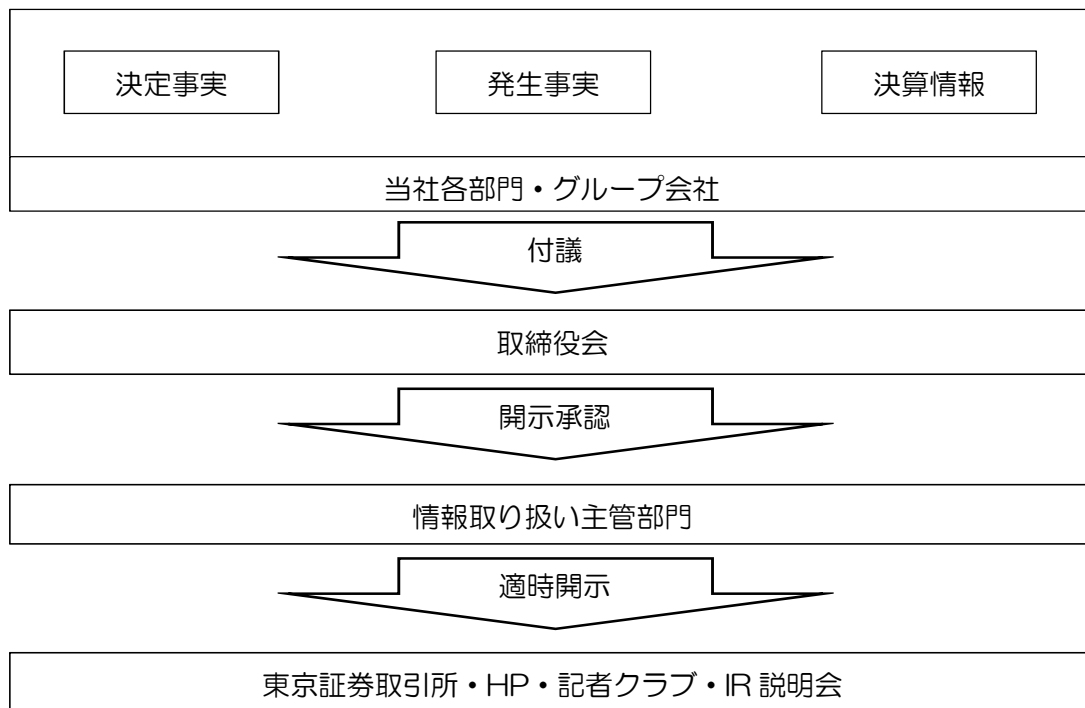 決定事実
発生事実
決算情報
当社各部門・グループ会社
付議
取締役会
開示承認
情報取り扱い主管部門
適時開示
東京証券取引所・HP・記者クラブ・IR 説明会